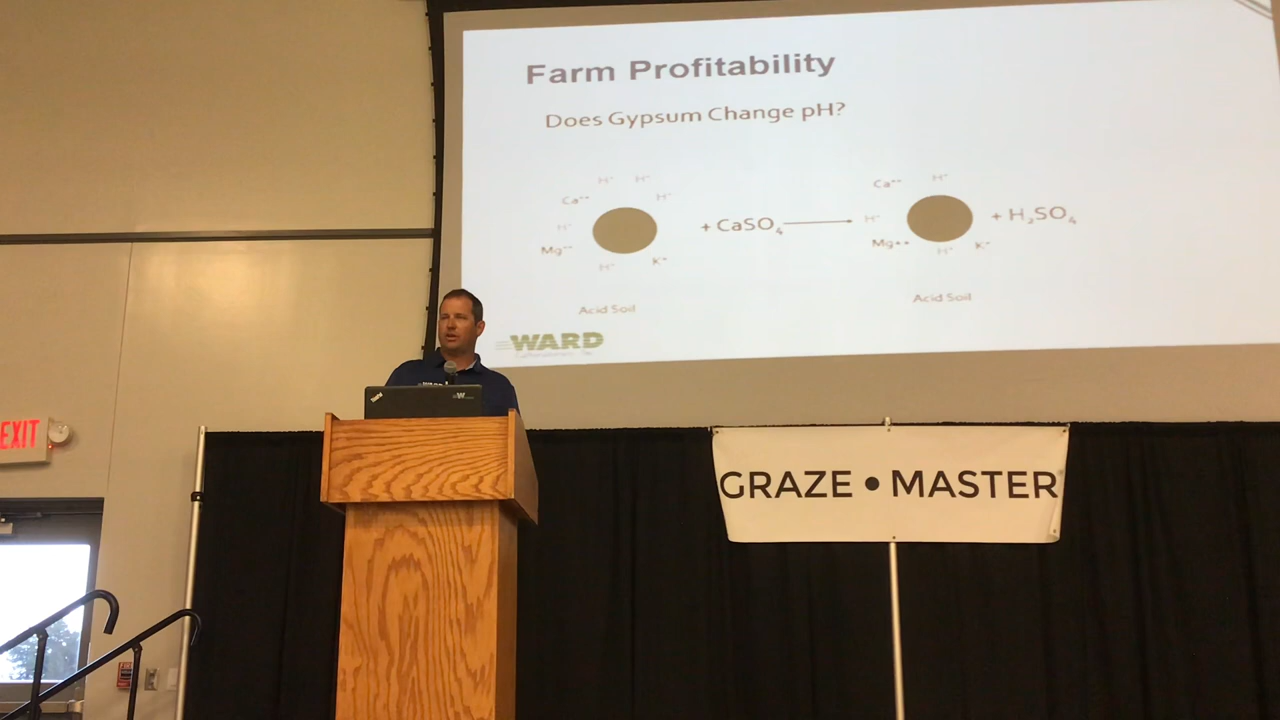 Farm Profitability
Does Gypsum Change pH?
H⁺ H⁺
Ca⁺⁺ H⁺
H⁺
Mg⁺⁺ K⁺
H⁺
Acid Soil
+ CaSO₄
Ca⁺⁺ H⁺
H⁺
Mg⁺⁺ K⁺
H⁺
Acid Soil
+ H₂SO₄
WARD
EXIT
GRAZE • MASTER